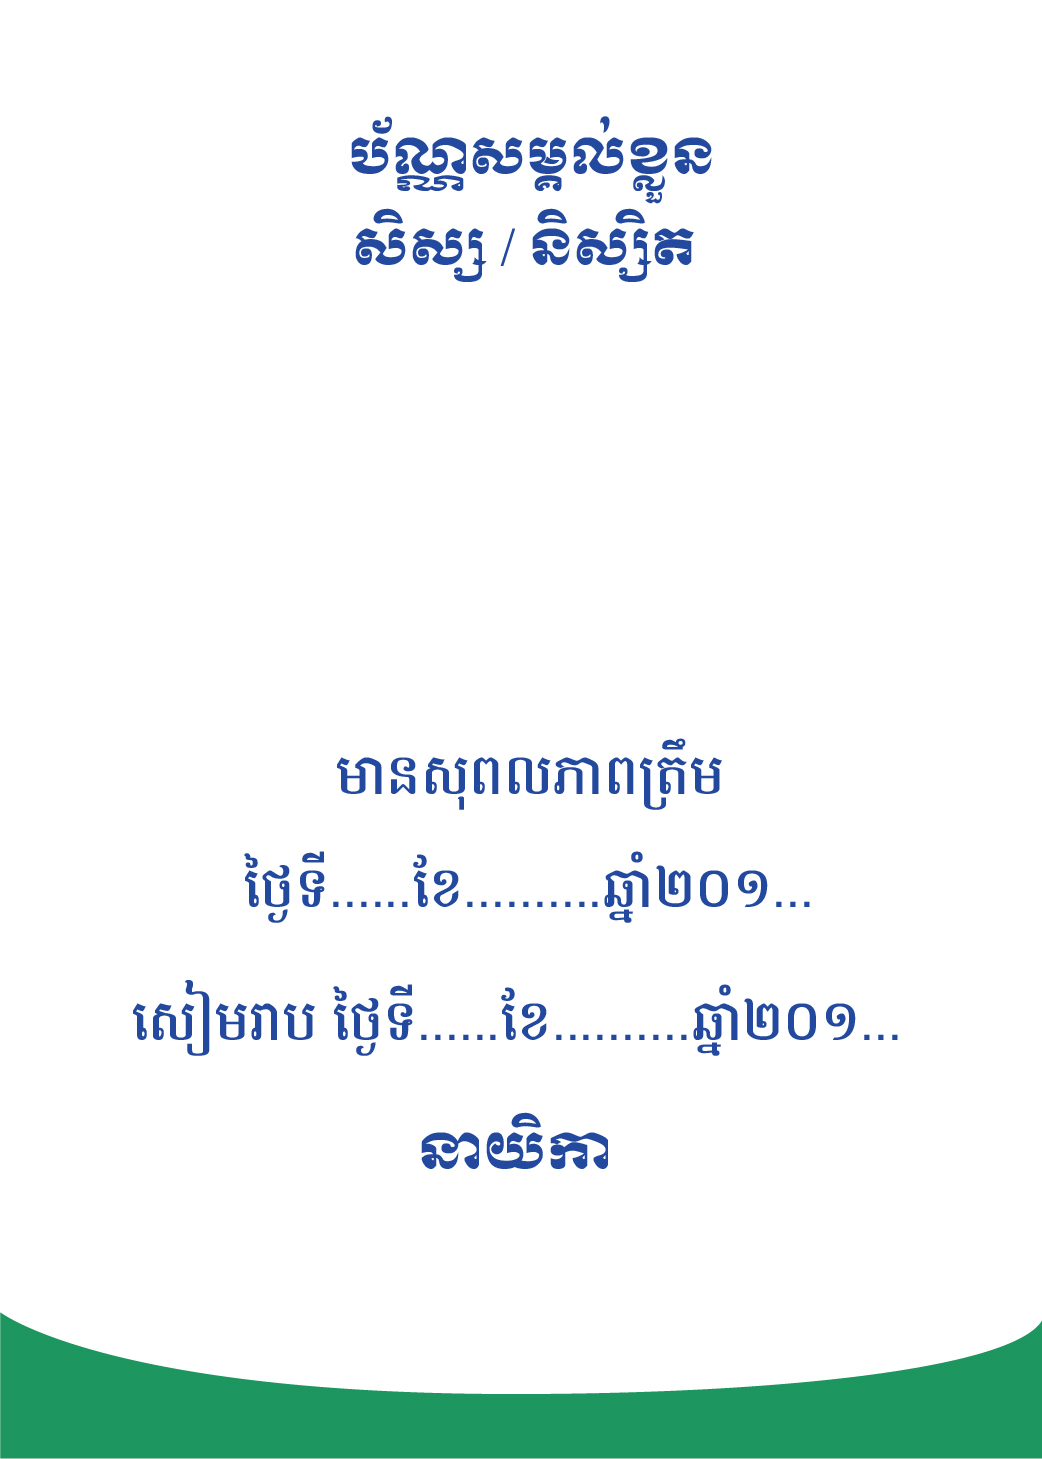 ប័ណ្ណសម្គល់ខ្លួន
សិស្ស / និស្សិត
មានសុពលភាពត្រឹម
ថ្ងៃទី......ខែ..........ឆ្នាំ២០១...
សៀមរាប ថ្ងៃទី......ខែ..........ឆ្នាំ២០១...
នាយិកា